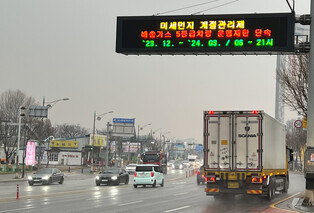 미세먼지 계절관리제
배출가스 5등급차량 운행제한 단속
'23. 12. ~ '24. 03. / 06 - 21시